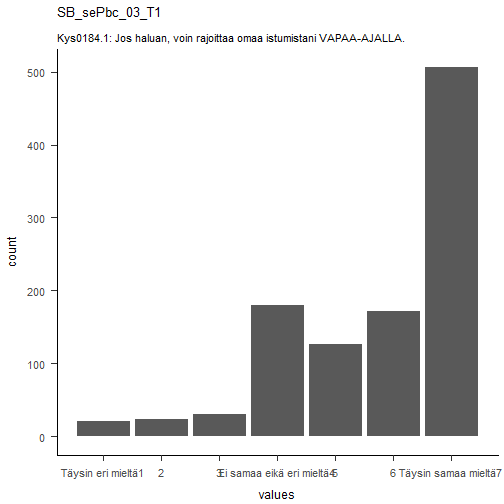 SB_sePbc_03_T1
Kys0184.1: Jos haluan, voin rajoittaa omaa istumistani VAPAA-AJALLA.
500
400
300
200
100
0
count
Täysin eri mieltä1 2 3 Ei samaa eikä eri mieltä4 5 6 Täysin samaa mieltä7
values